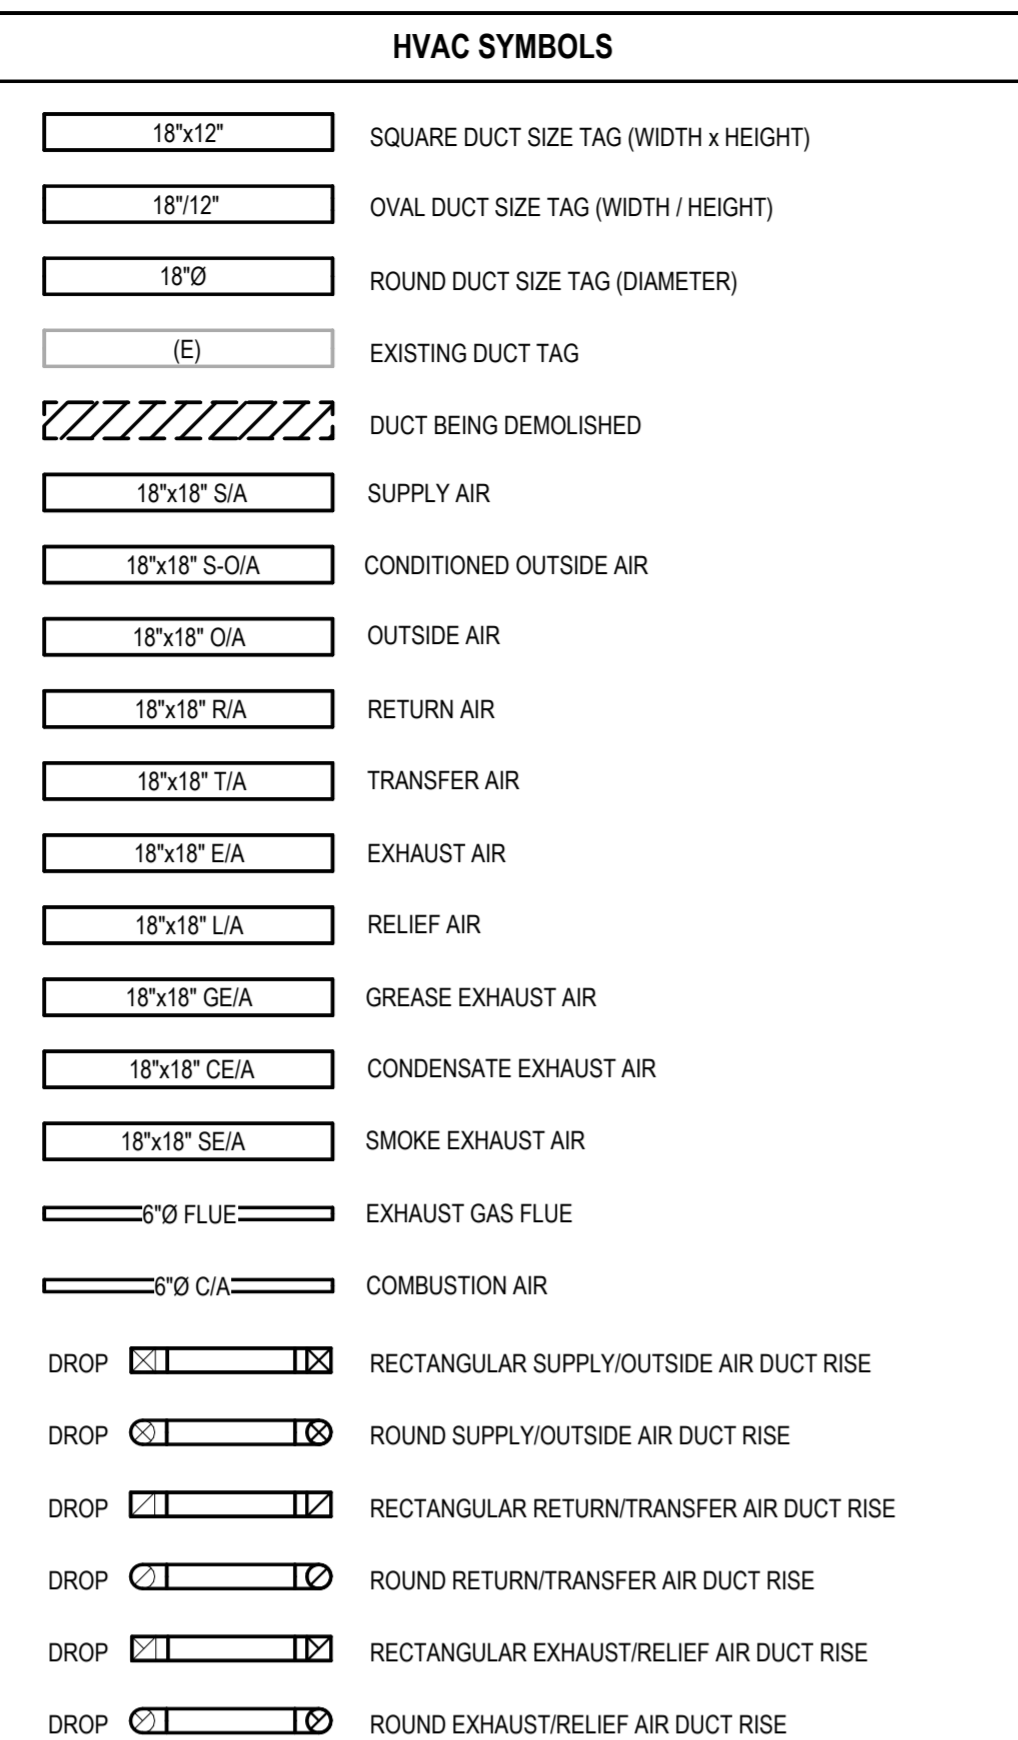 HVAC SYMBOLS
18"x12" SQUARE DUCT SIZE TAG (WIDTH x HEIGHT)
18"/12" OVAL DUCT SIZE TAG (WIDTH / HEIGHT)
18"Ø ROUND DUCT SIZE TAG (DIAMETER)
(E) EXISTING DUCT TAG
DUCT BEING DEMOLISHED
18"x18" S/A SUPPLY AIR
18"x18" S-O/A CONDITIONED OUTSIDE AIR
18"x18" O/A OUTSIDE AIR
18"x18" R/A RETURN AIR
18"x18" T/A TRANSFER AIR
18"x18" E/A EXHAUST AIR
18"x18" L/A RELIEF AIR
18"x18" GE/A GREASE EXHAUST AIR
18"x18" CE/A CONDENSATE EXHAUST AIR
18"x18" SE/A SMOKE EXHAUST AIR
6"Ø FLUE EXHAUST GAS FLUE
6"Ø C/A COMBUSTION AIR
DROP RECTANGULAR SUPPLY/OUTSIDE AIR DUCT RISE
DROP ROUND SUPPLY/OUTSIDE AIR DUCT RISE
DROP RECTANGULAR RETURN/TRANSFER AIR DUCT RISE
DROP ROUND RETURN/TRANSFER AIR DUCT RISE
DROP RECTANGULAR EXHAUST/RELIEF AIR DUCT RISE
DROP ROUND EXHAUST/RELIEF AIR DUCT RISE